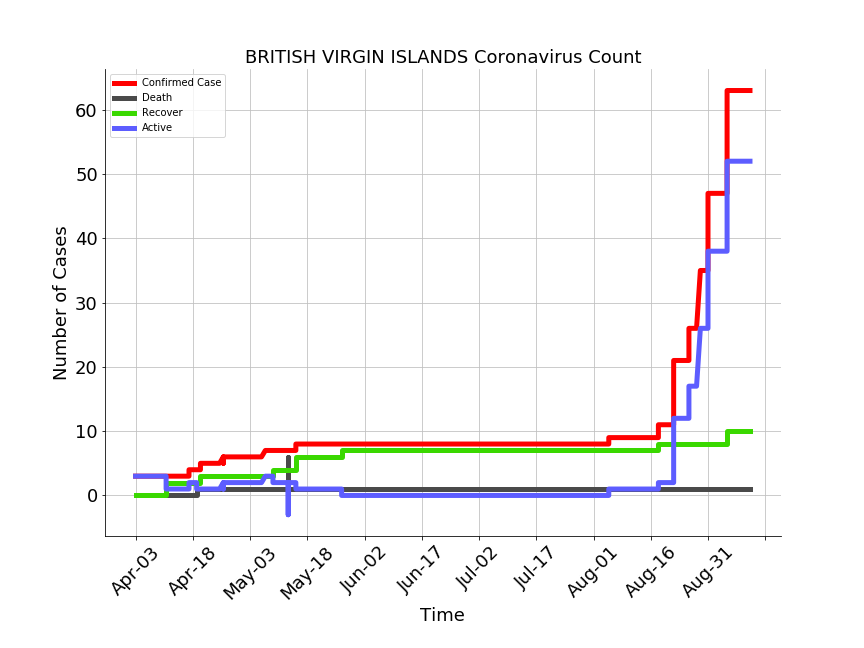 BRITISH VIRGIN ISLANDS Coronavirus Count
Confirmed Case
Death
Recover
Active
60
50
40
30
20
10
0
Number of Cases
Apr-03
Apr-18
May-03
May-18
Jun-02
Jun-17
Jul-02
Jul-17
Aug-01
Aug-16
Aug-31
Time